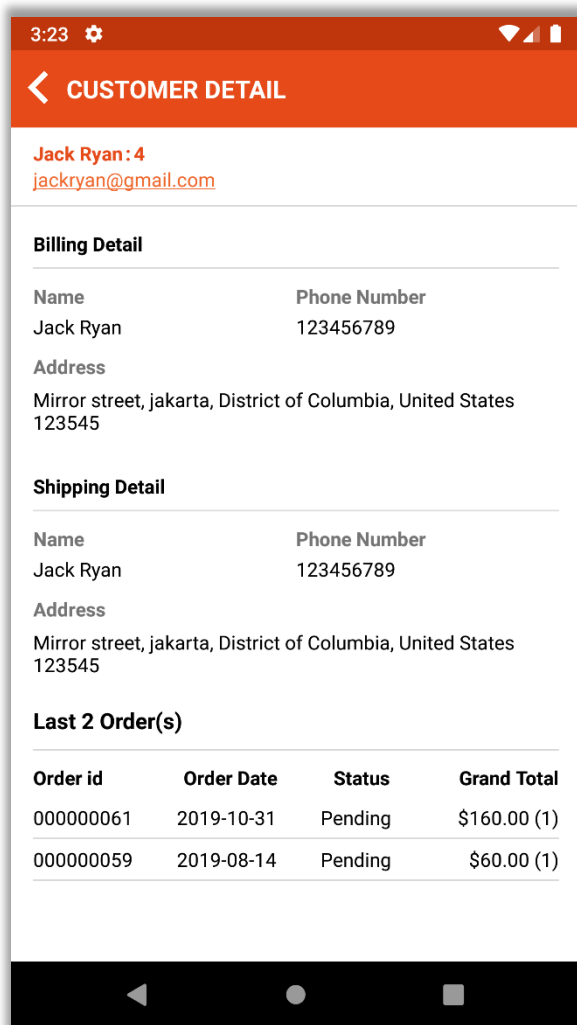 3:23
CUSTOMER DETAIL
Jack Ryan : 4
jackryan@gmail.com
Billing Detail
Name Phone Number
Jack Ryan 123456789
Address
Mirror street, jakarta, District of Columbia, United States
123545
Shipping Detail
Name Phone Number
Jack Ryan 123456789
Address
Mirror street, jakarta, District of Columbia, United States
123545
Last 2 Order(s)
Order id Order Date Status Grand Total
000000061 2019-10-31 Pending $160.00 (1)
000000059 2019-08-14 Pending $60.00 (1)